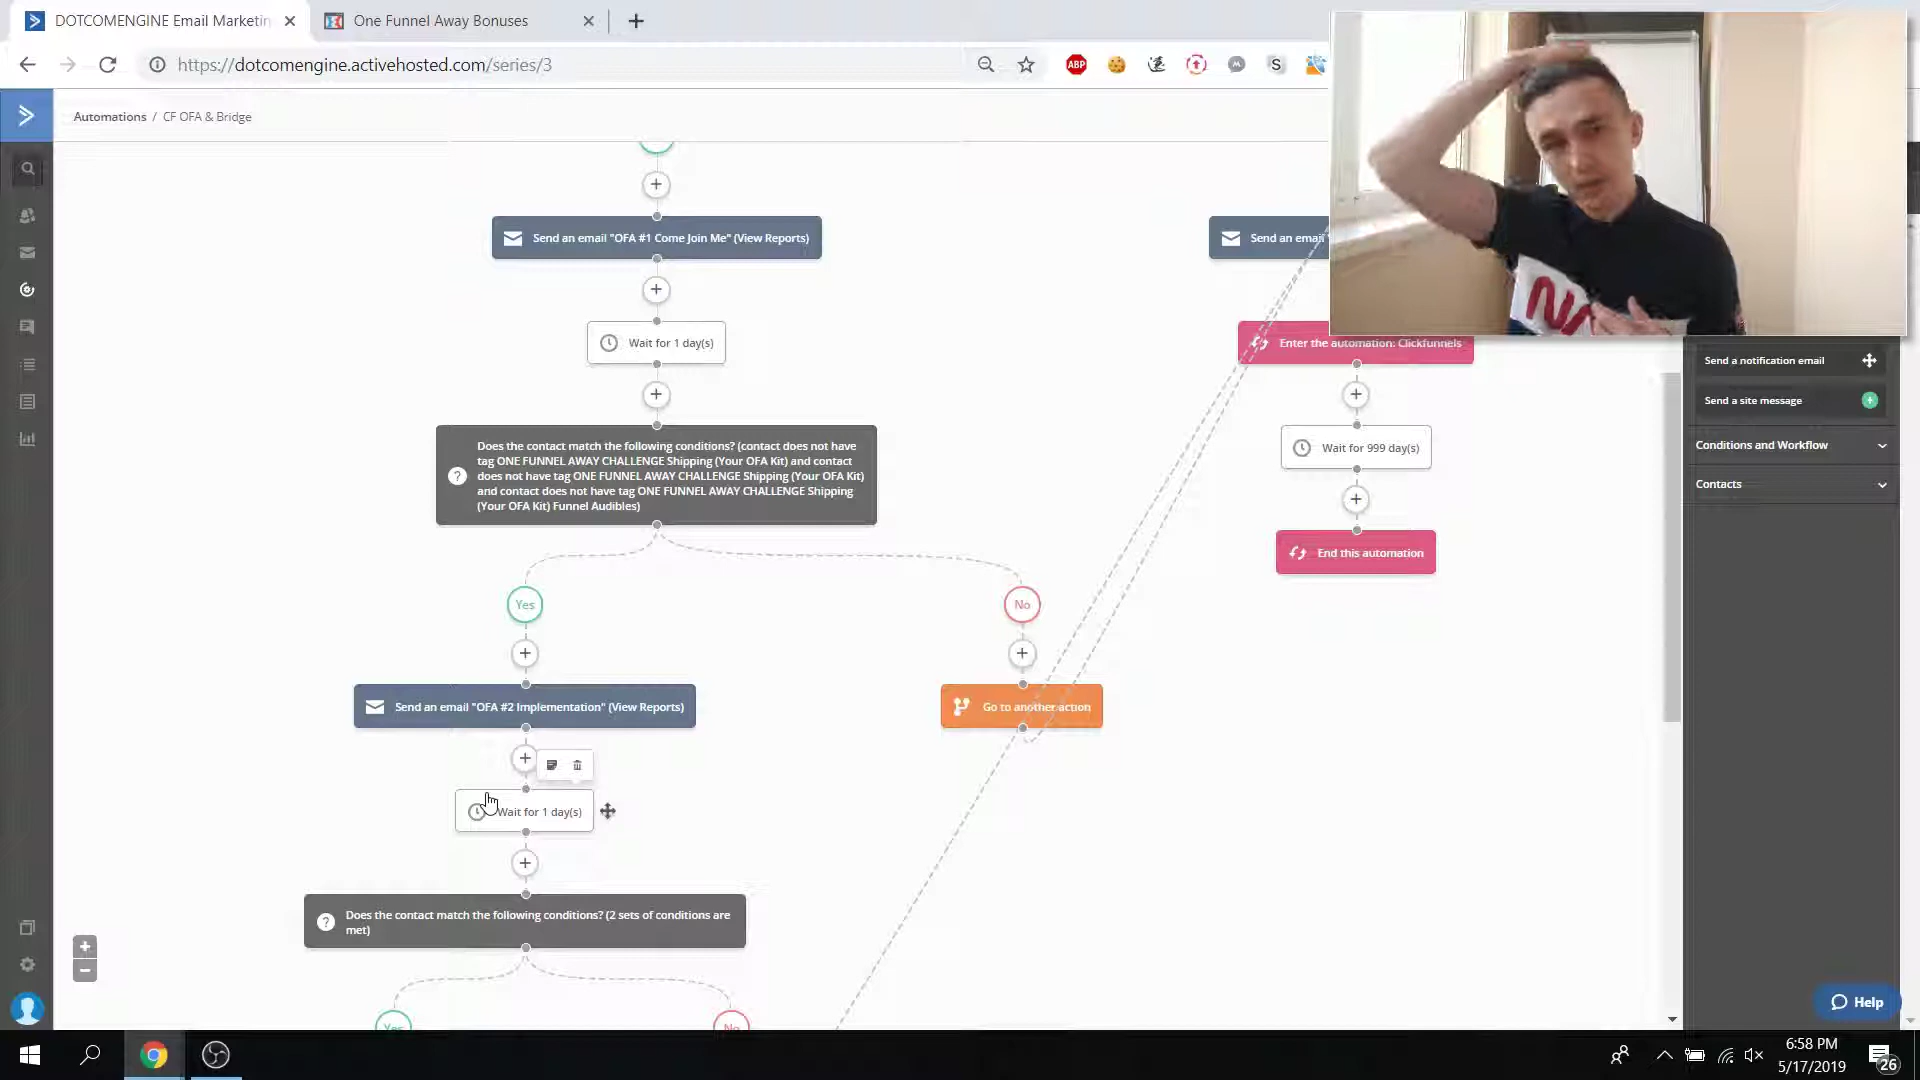 DOTCOMENGINE Email Marketin
One Funnel Away Bonuses
https://dotcomengine.activehosted.com/series/3
ABP
S
Automations / CF OFA & Bridge
Send an email "OFA #1 Come Join Me" (View Reports)
Send an email
Wait for 1 day(s)
Enter the automation: Clickfunnels
Send a notification email
Send a site message
Does the contact match the following conditions? (contact does not have
tag ONE FUNNEL AWAY CHALLENGE Shipping (Your OFA Kit) and contact
does not have tag ONE FUNNEL AWAY CHALLENGE Shipping (Your OFA Kit)
and contact does not have tag ONE FUNNEL AWAY CHALLENGE Shipping
(Your OFA Kit) Funnel Audibles)
Wait for 999 day(s)
Conditions and Workflow
Contacts
End this automation
Yes
No
Send an email "OFA #2 Implementation" (View Reports)
Go to another action
Wait for 1 day(s)
Does the contact match the following conditions? (2 sets of conditions are
met)
Yes
No
Help
6:58 PM
5/17/2019
26